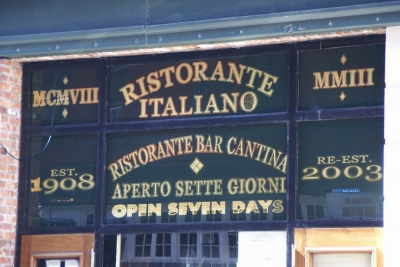 MCMVIII
RISTORANTE
ITALIANO
MMIII
EST.
1908
RISTORANTE BAR CANTINA
APERTO SETTE GIORNI
OPEN SEVEN DAYS
RE-EST.
2003